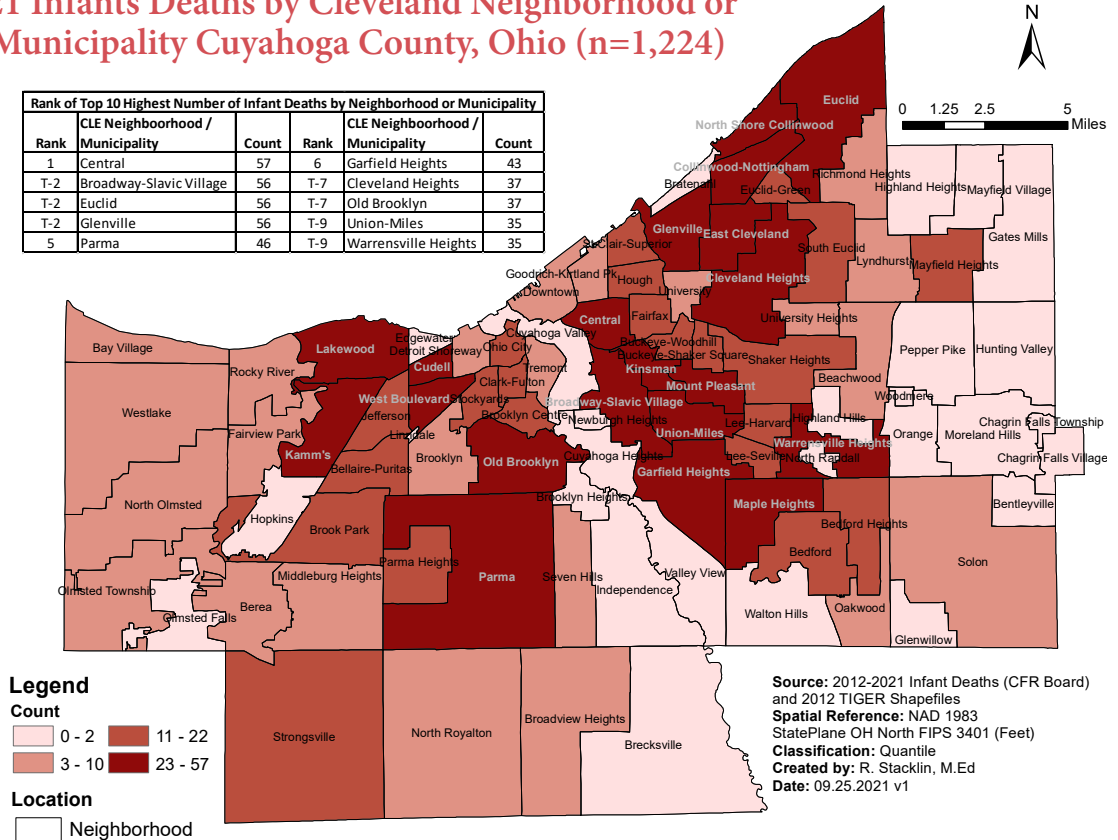 21 Infants Deaths by Cleveland Neighborhood or
Municipality Cuyahoga County, Ohio (n=1,224)
N
0 1.25 2.5 5
Miles
Rank of Top 10 Highest Number of Infant Deaths by Neighborhood or Municipality
Rank CLE Neighboorhood / Municipality Count Rank CLE Neighboorhood / Municipality Count
1 Central 57 6 Garfield Heights 43
T-2 Broadway-Slavic Village 56 T-7 Cleveland Heights 37
T-2 Euclid 56 T-7 Old Brooklyn 37
T-2 Glenville 56 T-9 Union-Miles 35
5 Parma 46 T-9 Warrensville Heights 35
Euclid
North Shore Collinwood
Collinwood-Nottingham
Bratenahl
Euclid-Green
Richmond Heights
Highland Heights
Mayfield Village
Gates Mills
Glenville
East Cleveland
St.Clair-Superior
South Euclid
Lyndhurst
Mayfield Heights
Goodrich-Kirtland Pk
Downtown
Hough
University
Cleveland Heights
Central
Fairfax
University Heights
Cuyahoga Valley
Edgewater
Detroit Shoreway
Ohio City
Buckeye-Woodhill
Buckeye-Shaker Square
Shaker Heights
Pepper Pike
Hunting Valley
Bay Village
Lakewood
Rocky River
Cudell
Tremont
Kinsman
Clark-Fulton
Mount Pleasant
Beachwood
Woodmere
Westlake
West Boulevard
Stockyards
Broadway-Slavic Village
Jefferson
Brooklyn Centre
Newburgh Heights
Lee-Harvard
Highland Hills
Chagrin Falls Township
Fairview Park
Linndale
Union-Miles
Warrensville Heights
Orange
Moreland Hills
Kamm's
Bellaire-Puritas
Brooklyn
Old Brooklyn
Cuyahoga Heights
Garfield Heights
Lee-Seville
North Randall
Chagrin Falls Village
North Olmsted
Hopkins
Brook Park
Brooklyn Heights
Maple Heights
Bedford Heights
Bentleyville
Parma Heights
Parma
Seven Hills
Independence
Valley View
Bedford
Solon
Olmsted Township
Middleburg Heights
Berea
Olmsted Falls
Walton Hills
Oakwood
Glenwillow
Strongsville
North Royalton
Broadview Heights
Brecksville
Legend
Count
0 - 2 11 - 22
3 - 10 23 - 57
Location
Neighborhood
Source: 2012-2021 Infant Deaths (CFR Board)
and 2012 TIGER Shapefiles
Spatial Reference: NAD 1983
StatePlane OH North FIPS 3401 (Feet)
Classification: Quantile
Created by: R. Stacklin, M.Ed
Date: 09.25.2021 v1